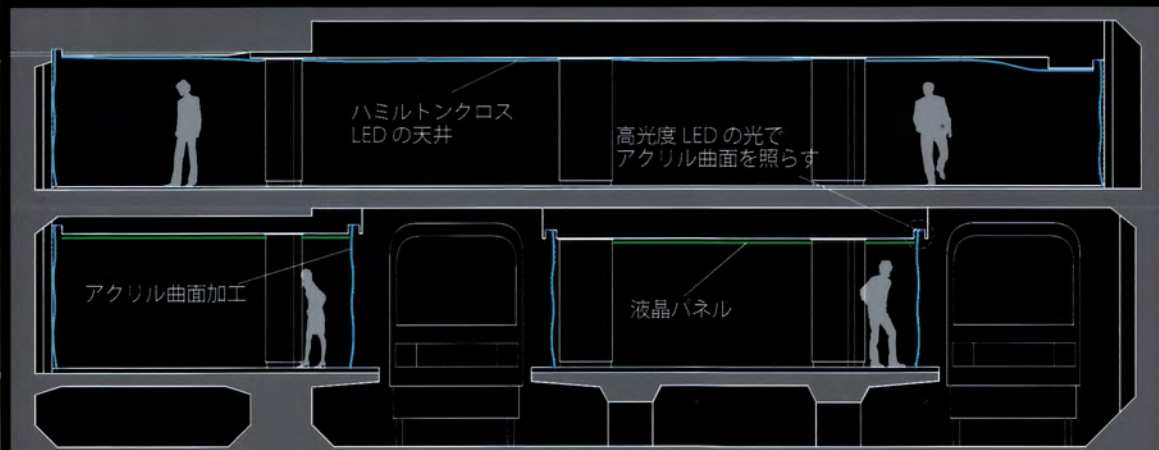 ハミルトンクロス
LED の天井
高光度 LED の光で
アクリル曲面を照らす
アクリル曲面加工
液晶パネル